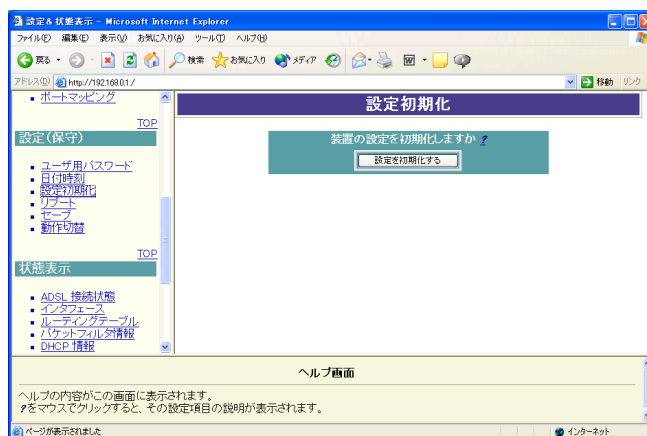 設定& 状態表示 - Microsoft Internet Explorer
ファイル(F) 編集(E) 表示(V) お気に入り(A) ツール(T) ヘルプ(H)
戻る 検索 お気に入り メディア
アドレス(D) http://192.168.0.1/ 移動 リンク
ポートマッピング
TOP
設定(保守)
ユーザ用パスワード
日付時刻
設定初期化
リブート
セーブ
動作切替
TOP
状態表示
ADSL 接続状態
インタフェース
ルーティングテーブル
パケットフィルタ情報
DHCP 情報
設定初期化
装置の設定を初期化しますか ?
設定を初期化する
ヘルプ画面
ヘルプの内容がこの画面に表示されます。
?をマウスでクリックすると、その設定項目の説明が表示されます。
ページが表示されました インターネット